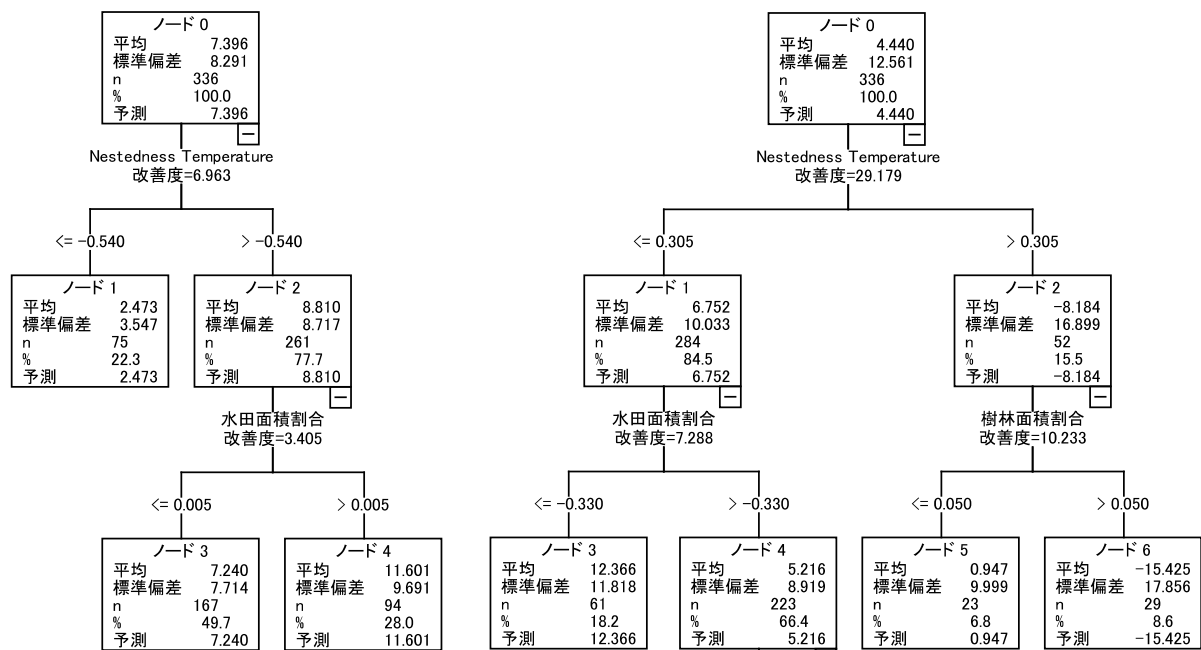 ノード 0
平均 7.396
標準偏差 8.291
n 336
% 100.0
予測 7.396
Nestedness Temperature
改善度=6.963
<= -0.540
> -0.540
ノード 1
平均 2.473
標準偏差 3.547
n 75
% 22.3
予測 2.473
ノード 2
平均 8.810
標準偏差 8.717
n 261
% 77.7
予測 8.810
水田面積割合
改善度=3.405
<= 0.005
> 0.005
ノード 3
平均 7.240
標準偏差 7.714
n 167
% 49.7
予測 7.240
ノード 4
平均 11.601
標準偏差 9.691
n 94
% 28.0
予測 11.601
ノード 0
平均 4.440
標準偏差 12.561
n 336
% 100.0
予測 4.440
Nestedness Temperature
改善度=29.179
<= 0.305
> 0.305
ノード 1
平均 6.752
標準偏差 10.033
n 284
% 84.5
予測 6.752
ノード 2
平均 -8.184
標準偏差 16.899
n 52
% 15.5
予測 -8.184
水田面積割合
改善度=7.288
樹林面積割合
改善度=10.233
<= -0.330
> -0.330
<= 0.050
> 0.050
ノード 3
平均 12.366
標準偏差 11.818
n 61
% 18.2
予測 12.366
ノード 4
平均 5.216
標準偏差 8.919
n 223
% 66.4
予測 5.216
ノード 5
平均 0.947
標準偏差 9.999
n 23
% 6.8
予測 0.947
ノード 6
平均 -15.425
標準偏差 17.856
n 29
% 8.6
予測 -15.425